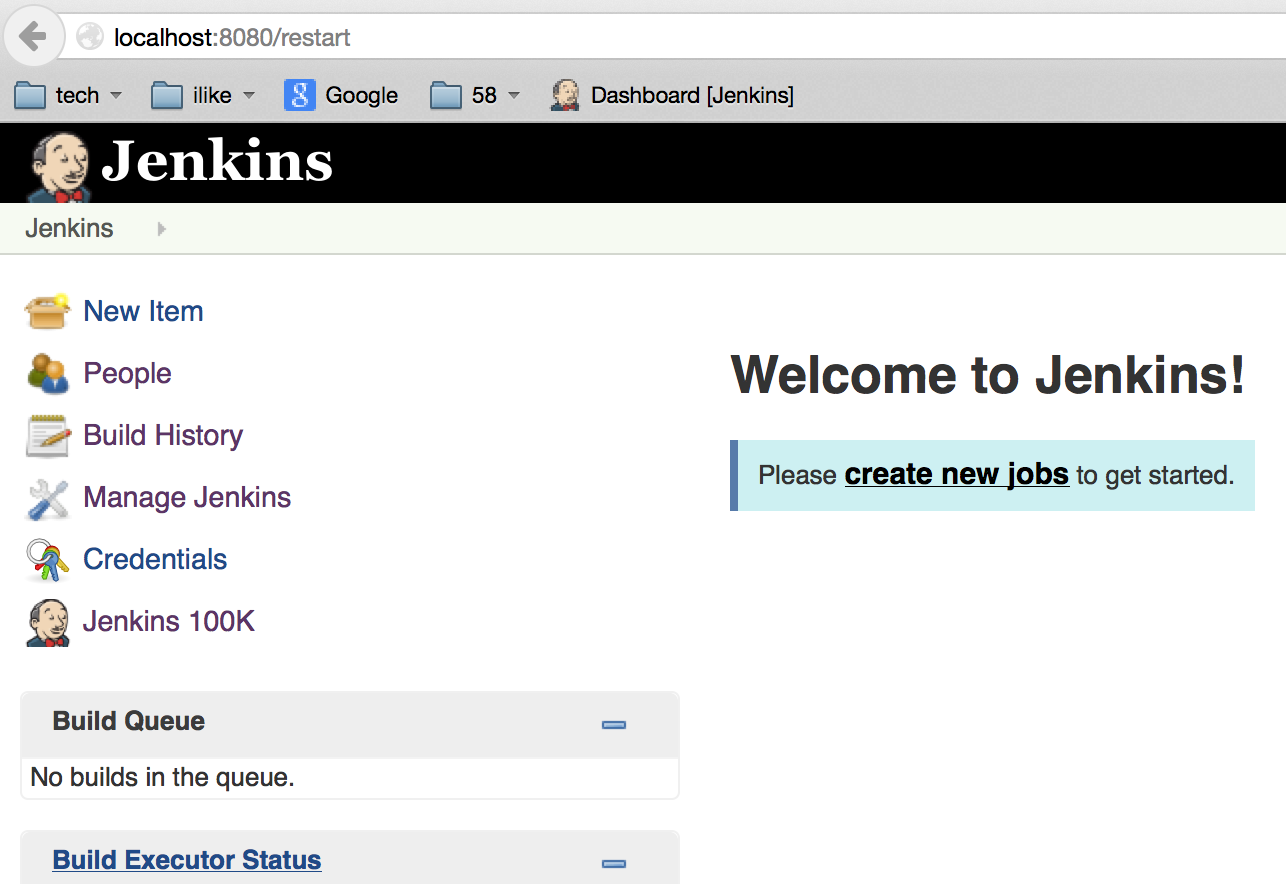 localhost:8080/restart
tech ilike Google 58 Dashboard [Jenkins]
Jenkins
Jenkins
New Item
People
Build History
Manage Jenkins
Credentials
Jenkins 100K
Welcome to Jenkins!
Please create new jobs to get started.
Build Queue
No builds in the queue.
Build Executor Status